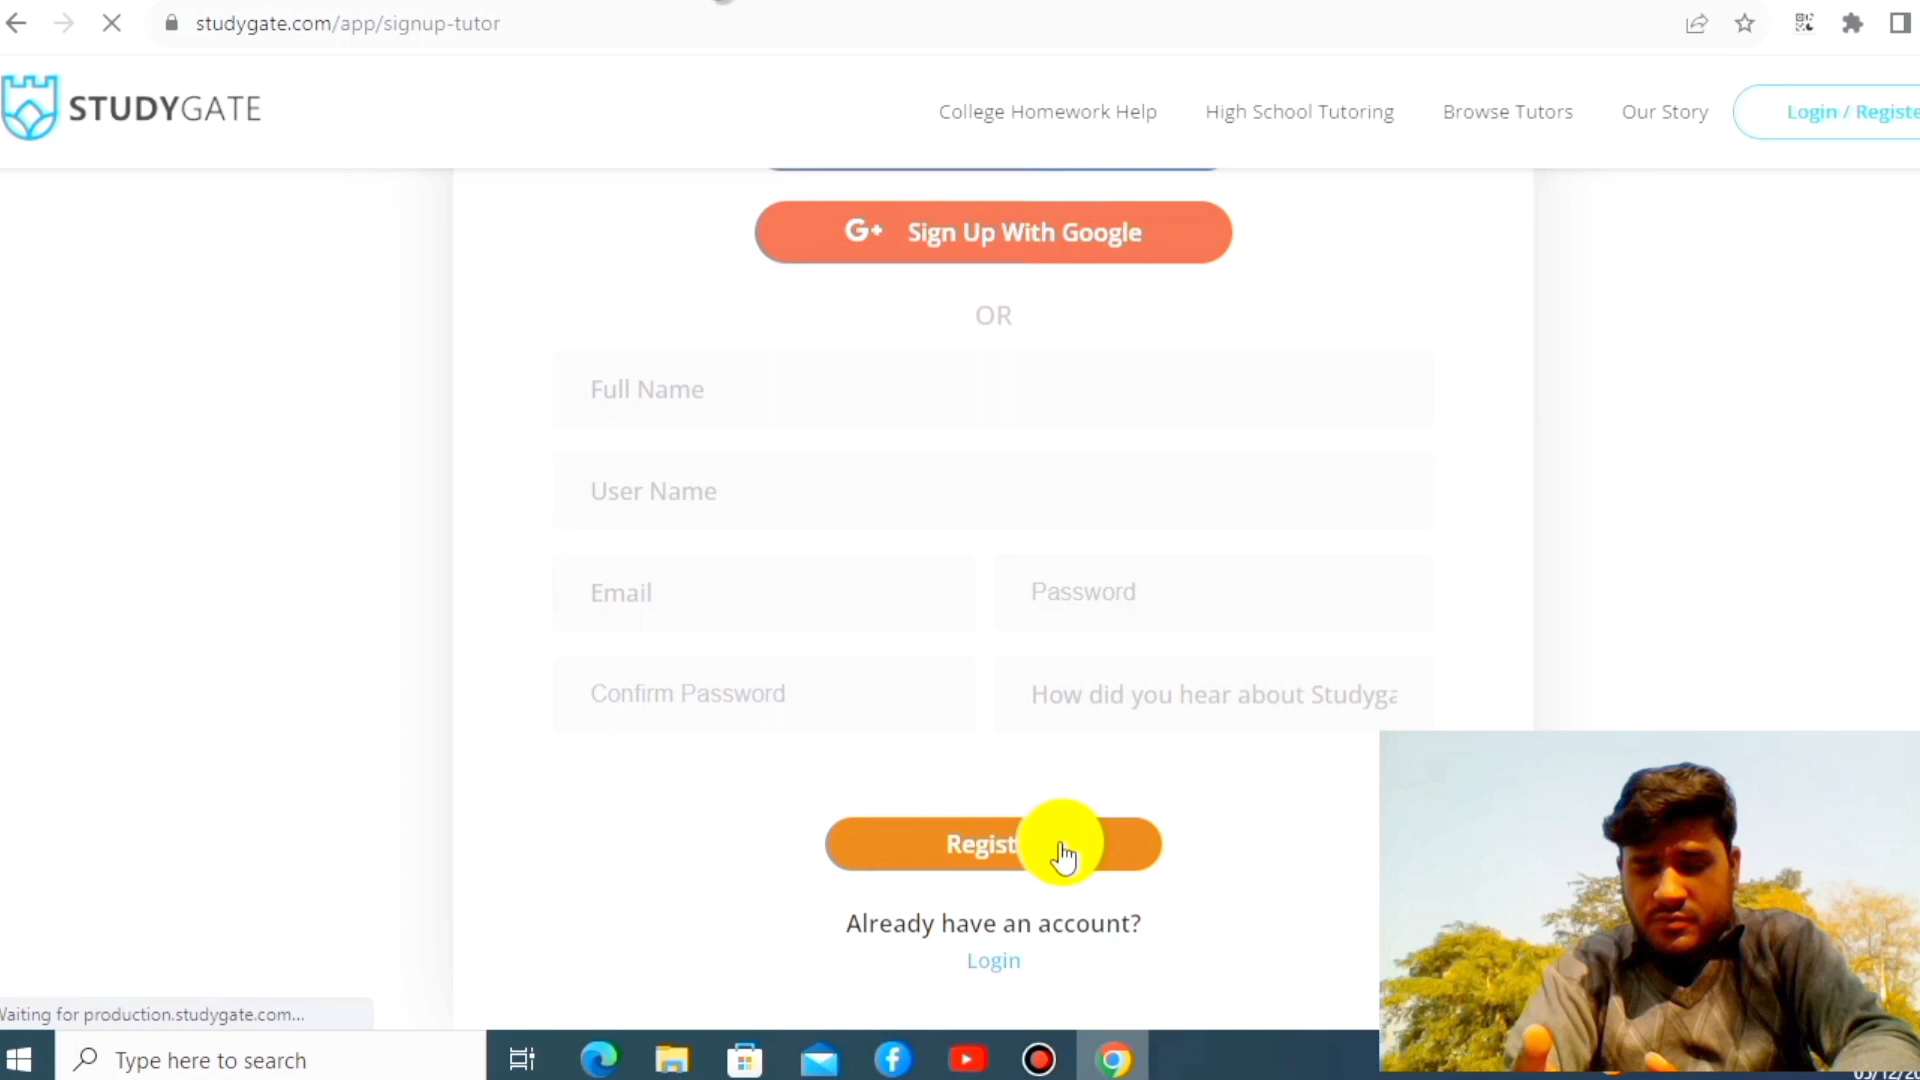 studygate.com/app/signup-tutor
STUDYGATE
College Homework Help
High School Tutoring
Browse Tutors
Our Story
Login / Registe
G+ Sign Up With Google
OR
Full Name
User Name
Email
Password
Confirm Password
How did you hear about Studyga
Regist
Already have an account?
Login
Waiting for production.studygate.com...
Type here to search